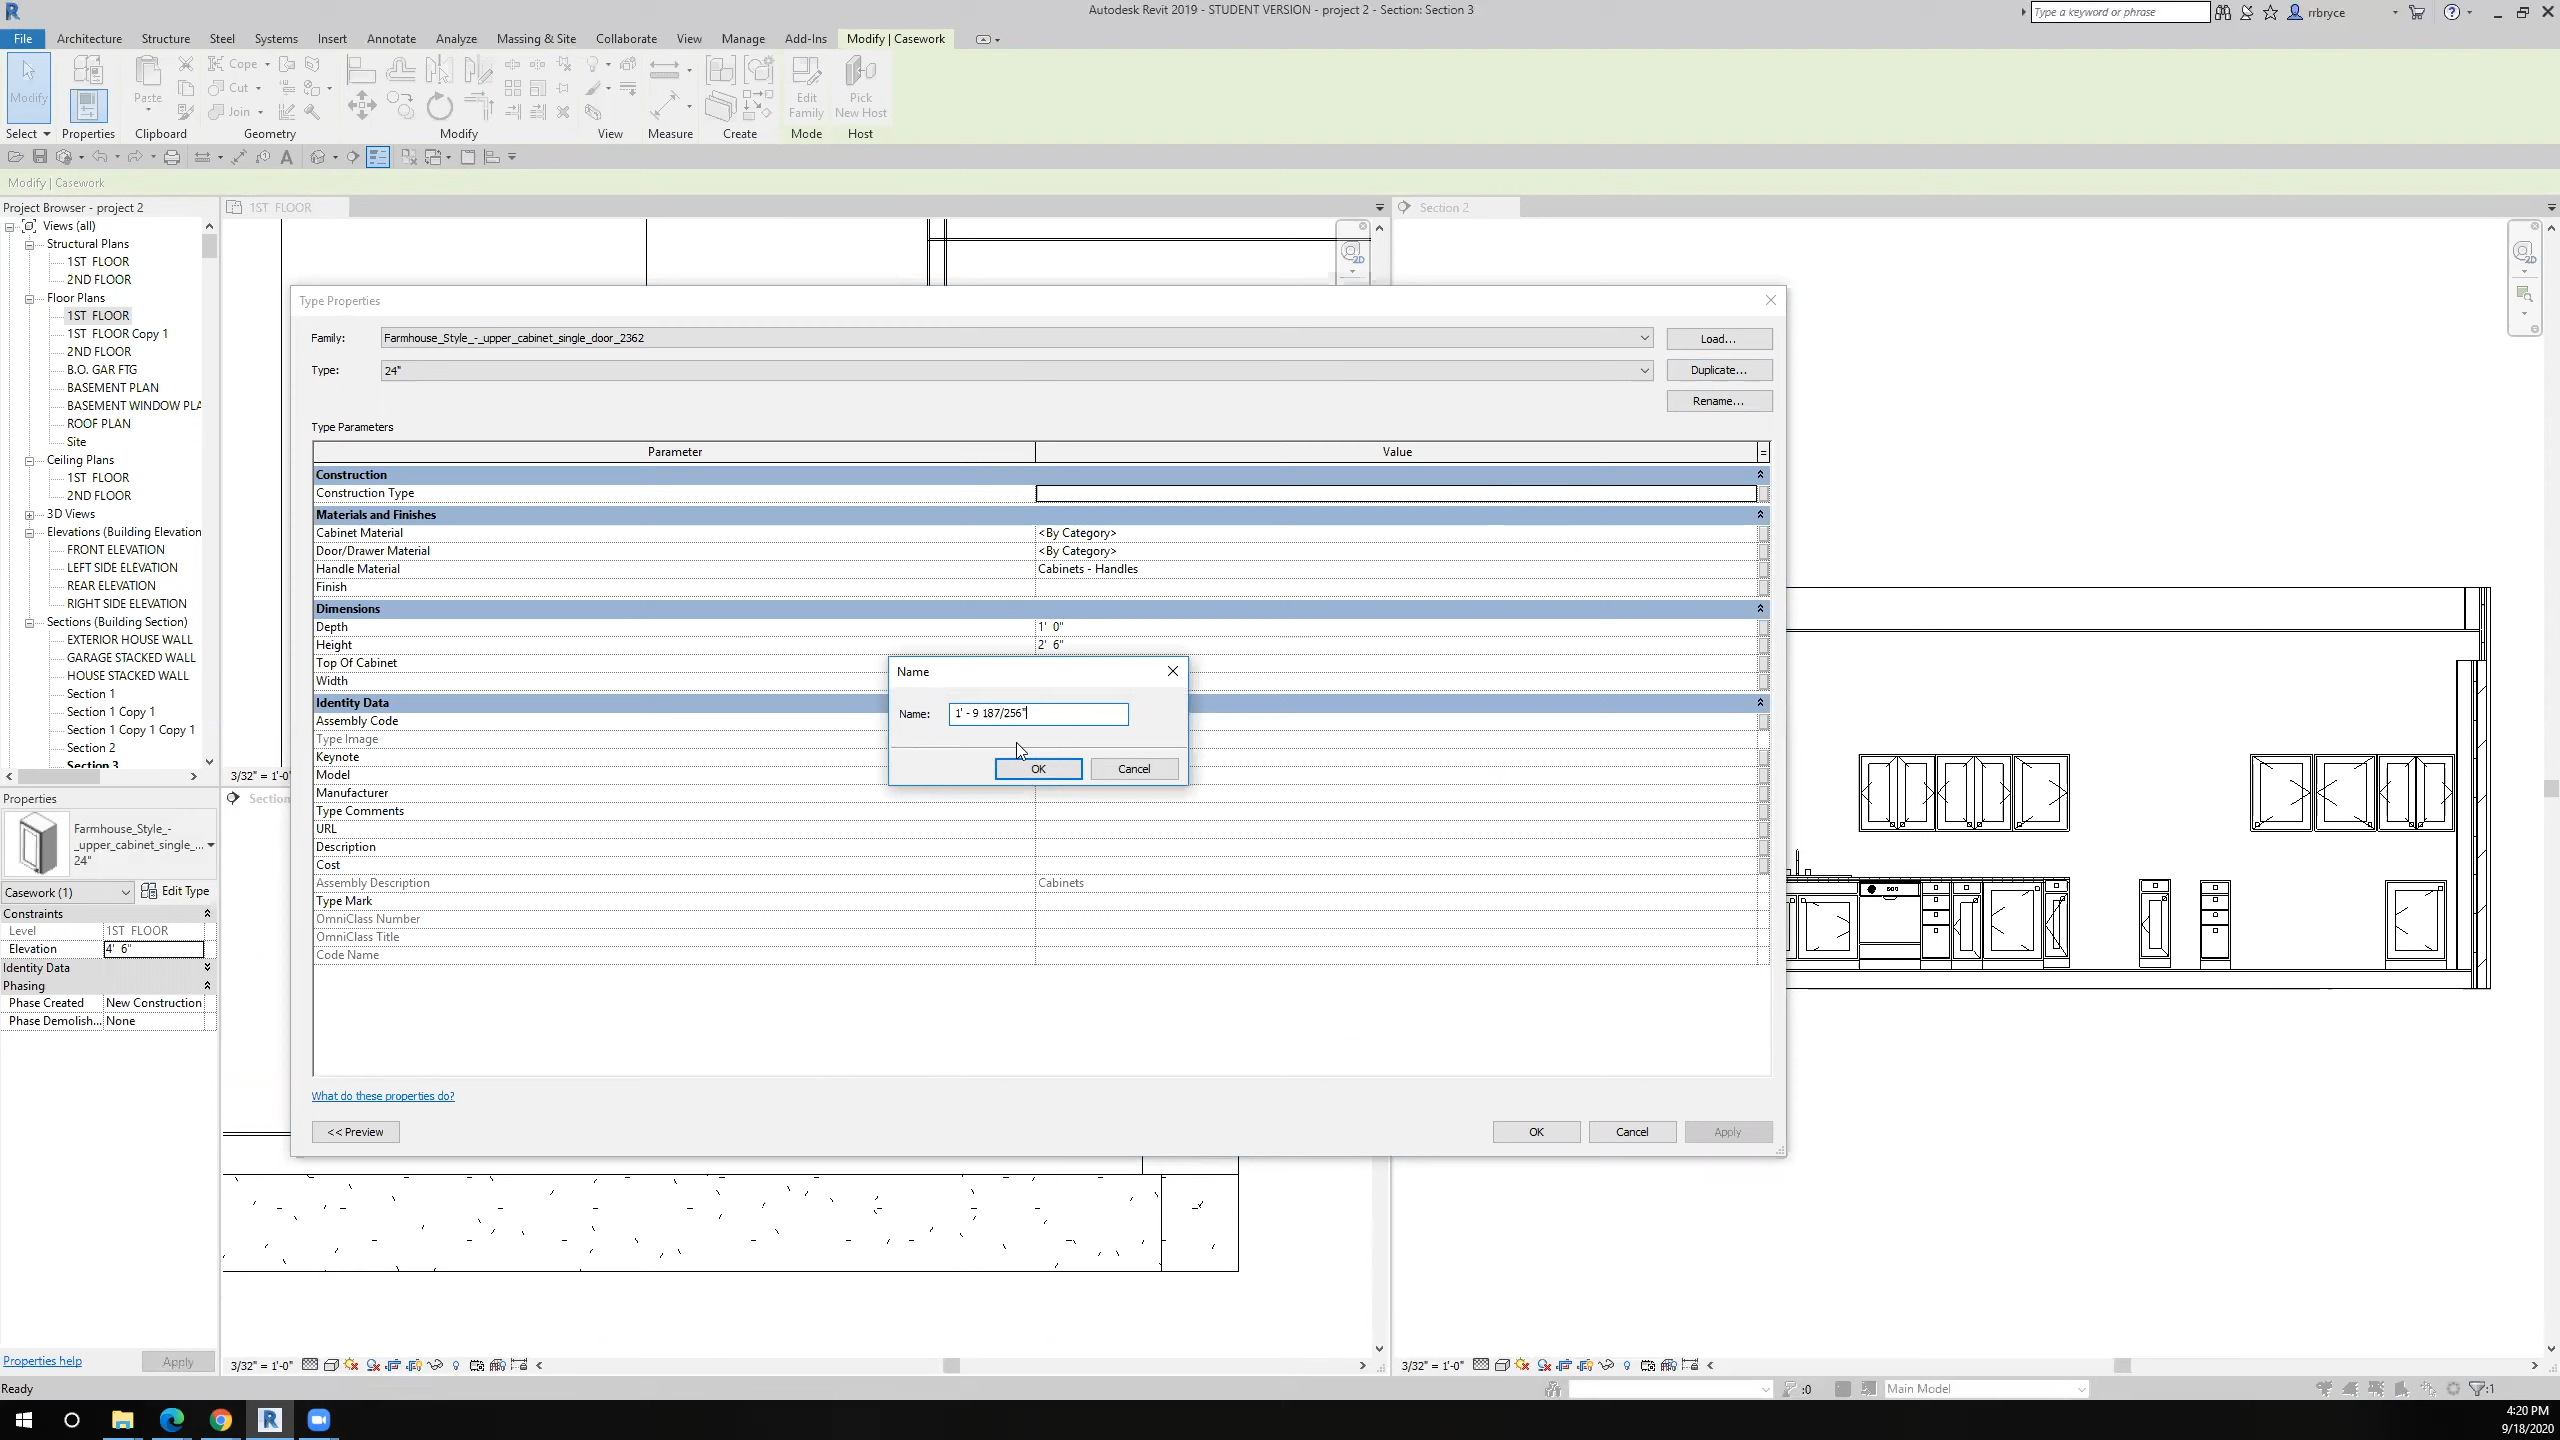 Autodesk Revit 2019 - STUDENT VERSION - project 2 - Section: Section 3
Type a keyword or phrase
rrbryce
File Architecture Structure Steel Systems Insert Annotate Analyze Massing & Site Collaborate View Manage Add-Ins Modify | Casework
Modify
Paste
Cope
Cut
Join
Edit Family
Pick New Host
Select Properties Clipboard Geometry Modify View Measure Create Mode Host
Modify | Casework
Project Browser - project 2
1ST FLOOR
Section 2
Views (all)
Structural Plans
1ST FLOOR
2ND FLOOR
Floor Plans
1ST FLOOR
1ST FLOOR Copy 1
2ND FLOOR
B.O. GAR FTG
BASEMENT PLAN
BASEMENT WINDOW PLA
ROOF PLAN
Site
Ceiling Plans
1ST FLOOR
2ND FLOOR
3D Views
Elevations (Building Elevation
FRONT ELEVATION
LEFT SIDE ELEVATION
REAR ELEVATION
RIGHT SIDE ELEVATION
Sections (Building Section)
EXTERIOR HOUSE WALL
GARAGE STACKED WALL
HOUSE STACKED WALL
Section 1
Section 1 Copy 1
Section 1 Copy 1 Copy 1
Section 2
Section 3
3/32" = 1'-0"
Properties
Section
Farmhouse_Style_-
_upper_cabinet_single_...
24"
Casework (1)
Edit Type
Constraints
Level 1ST FLOOR
Elevation 4' 6"
Identity Data
Phasing
Phase Created New Construction
Phase Demolish... None
Properties help
Apply
Type Properties
Family: Farmhouse_Style_-_upper_cabinet_single_door_2362
Load...
Type: 24"
Duplicate...
Rename...
Type Parameters
Parameter Value =
Construction
Construction Type
Materials and Finishes
Cabinet Material <By Category>
Door/Drawer Material <By Category>
Handle Material Cabinets - Handles
Finish
Dimensions
Depth 1' 0"
Height 2' 6"
Top Of Cabinet
Width
Identity Data
Assembly Code
Type Image
Keynote
Model
Manufacturer
Type Comments
URL
Description
Cost
Assembly Description Cabinets
Type Mark
OmniClass Number
OmniClass Title
Code Name
What do these properties do?
<< Preview
OK Cancel Apply
Name
Name: 1' - 9 187/256"
OK Cancel
2D
2D
3/32" = 1'-0"
3/32" = 1'-0"
Ready
:0
Main Model
:1
4:20 PM
9/18/2020